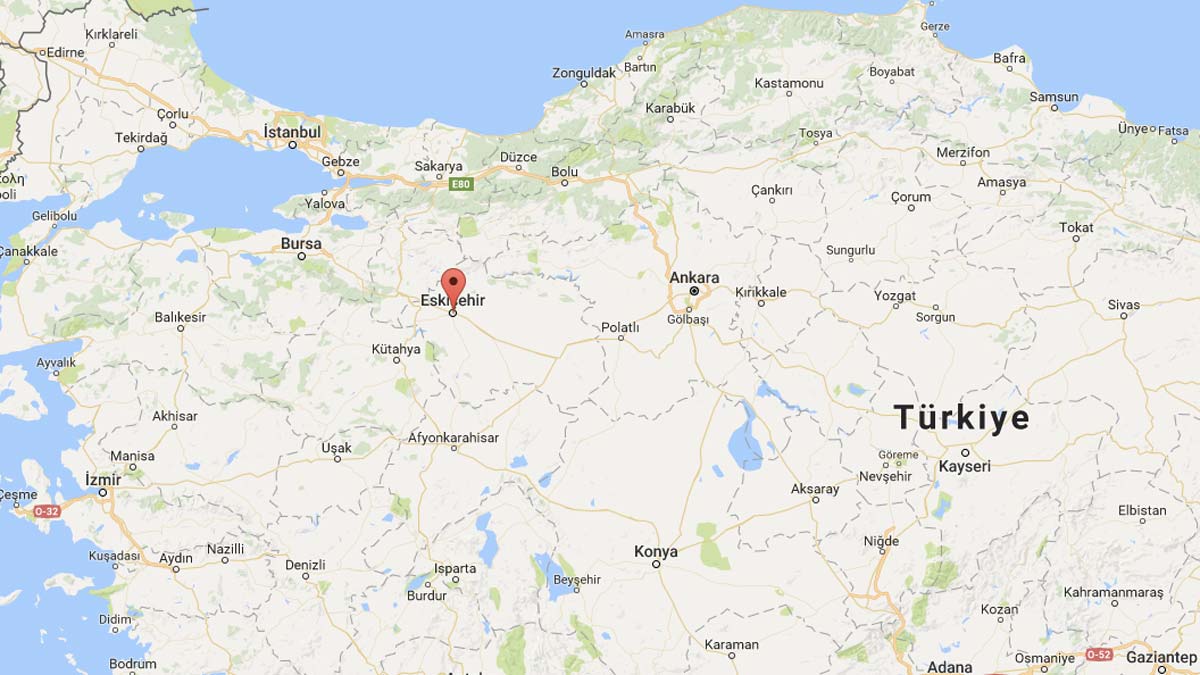 Kırklareli
Edirne
Amasra
Gerze
Bartın
Zonguldak
Bafra
Boyabat
Kastamonu
Samsun
Karabük
Çorlu
Tekirdağ
İstanbul
Ünye
Fatsa
Tosya
Gebze
Sakarya
Düzce
Merzifon
Bolu
E80
Amasya
Çankırı
Çorum
Yalova
Gelibolu
Tokat
Bursa
Çanakkale
Sungurlu
Ankara
Kırıkkale
Yozgat
Sorgun
Sivas
Balıkesir
Gölbaşı
Polatlı
Kütahya
Ayvalık
Akhisar
Türkiye
Afyonkarahisar
Uşak
Manisa
Göreme
Kayseri
Nevşehir
İzmir
Çeşme
O-32
Aksaray
Elbistan
Niğde
Konya
Kuşadası
Aydın
Nazilli
Denizli
Isparta
Beyşehir
Burdur
Kahramanmaraş
Kozan
Didim
Karaman
O-52
Osmaniye
Gaziantep
Bodrum
Adana